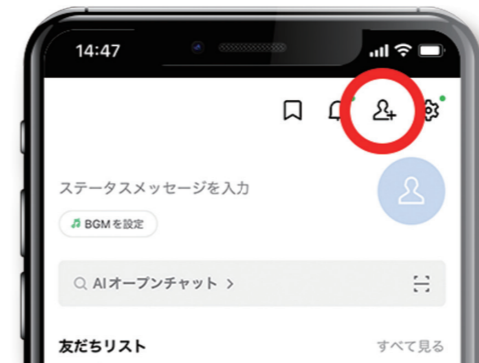 14:47
ステータスメッセージを入力
BGMを設定
AIオープンチャット >
友だちリスト
すべて見る